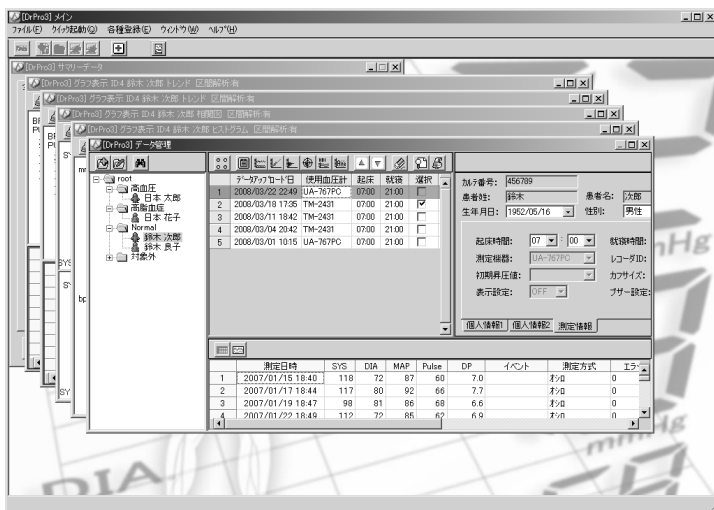 [DrPro3] メイン
ファイル(F) クイック起動(Q) 各種登録(E) ウィンドウ(W) ヘルプ(H)
[DrPro3] サマリーデータ
[DrPro3] グラフ表示 ID:4 鈴木 次郎 トレンド 区間解析:有
[DrPro3] グラフ表示 ID:4 鈴木 次郎 トレンド 区間解析:有
[DrPro3] グラフ表示 ID:4 鈴木 次郎 相関図 区間解析:有
[DrPro3] グラフ表示 ID:4 鈴木 次郎 ヒストグラム 区間解析:有
[DrPro3] データ管理
root
高血圧
日本 太郎
高脂血症
日本 花子
Normal
鈴木 次郎
鈴木 良子
対象外
データアップロード日 使用血圧計 起床 就寝 選択
1 2008/03/22 22:49 UA-767PC 07:00 21:00
2 2008/03/18 17:35 TM-2431 07:00 21:00
3 2008/03/11 18:42 TM-2431 07:00 21:00
4 2008/03/04 20:42 TM-2431 07:00 21:00
5 2008/03/01 10:15 UA-767PC 07:00 21:00
カルテ番号: 456789
患者姓: 鈴木 患者名: 次郎
生年月日: 1952/05/16 性別: 男性
起床時間: 07 : 00 就寝時間:
測定機器: UA-767PC レコーダID:
初期昇圧値: カフサイズ:
表示設定: OFF ブザー設定:
個人情報1 個人情報2 測定情報
測定日時 SYS DIA MAP Pulse DP イベント 測定方式 エラ
1 2007/01/15 18:40 118 72 87 60 7.0 オシロ 0
2 2007/01/17 18:44 117 80 92 66 7.7 オシロ 0
3 2007/01/19 18:47 98 81 86 68 6.6 オシロ 0
4 2007/01/22 18:49 112 72 85 62 6.9 オシロ 0
SYS
bp
SY
DIA
mmHg